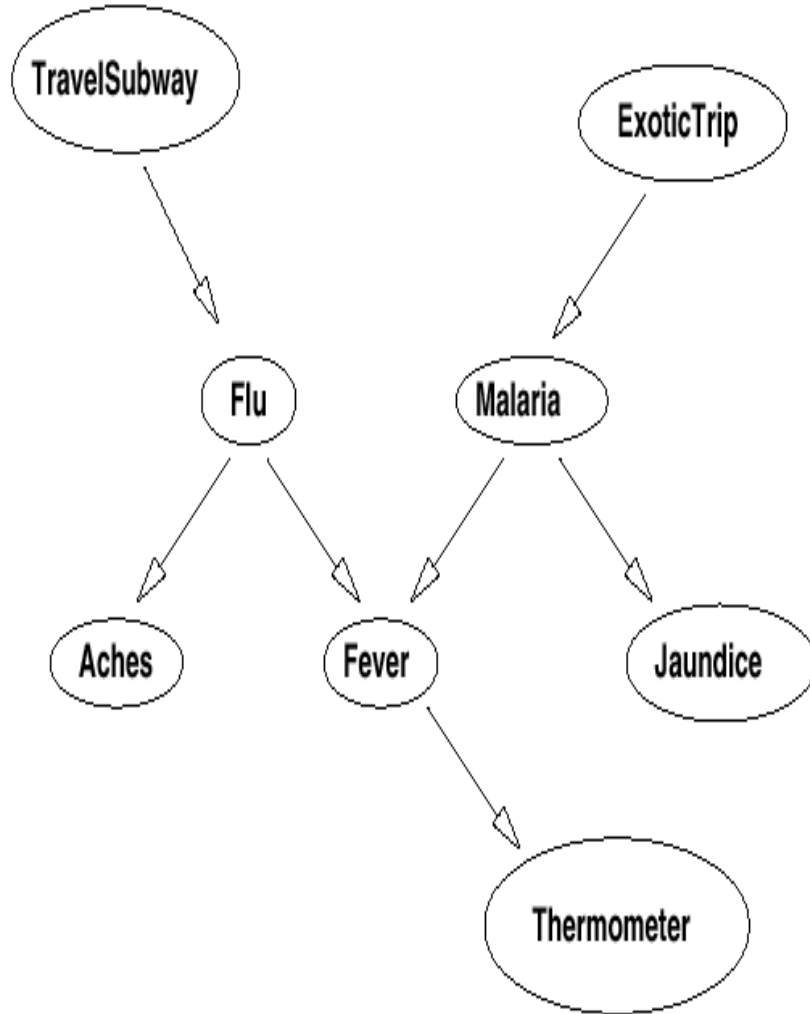 TravelSubway
ExoticTrip
Flu
Malaria
Aches
Fever
Jaundice
Thermometer